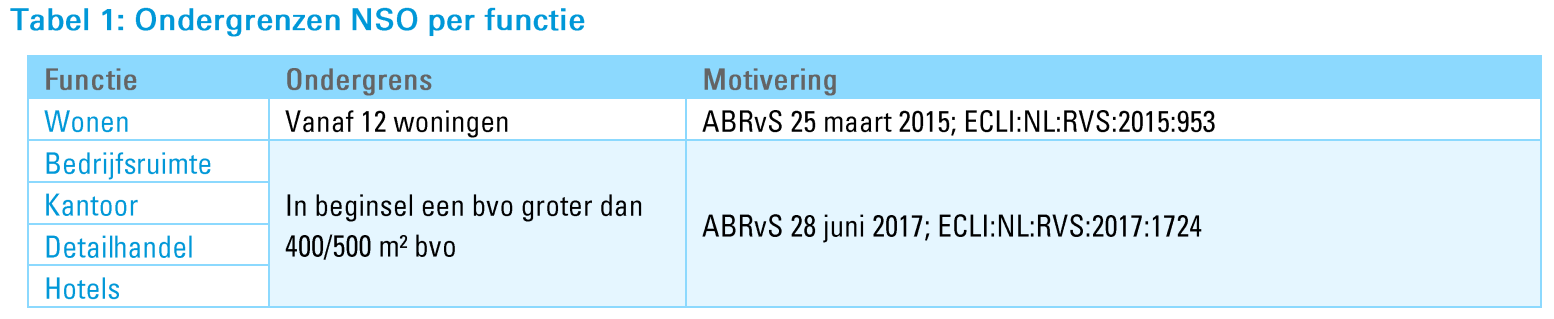 Tabel 1: Ondergrenzen NSO per functie
Functie Ondergrens Motivering
Wonen Vanaf 12 woningen ABRvS 25 maart 2015; ECLI:NL:RVS:2015:953
Bedrijfsruimte
Kantoor
Detailhandel
Hotels
In beginsel een bvo groter dan
400/500 m² bvo
ABRvS 28 juni 2017; ECLI:NL:RVS:2017:1724